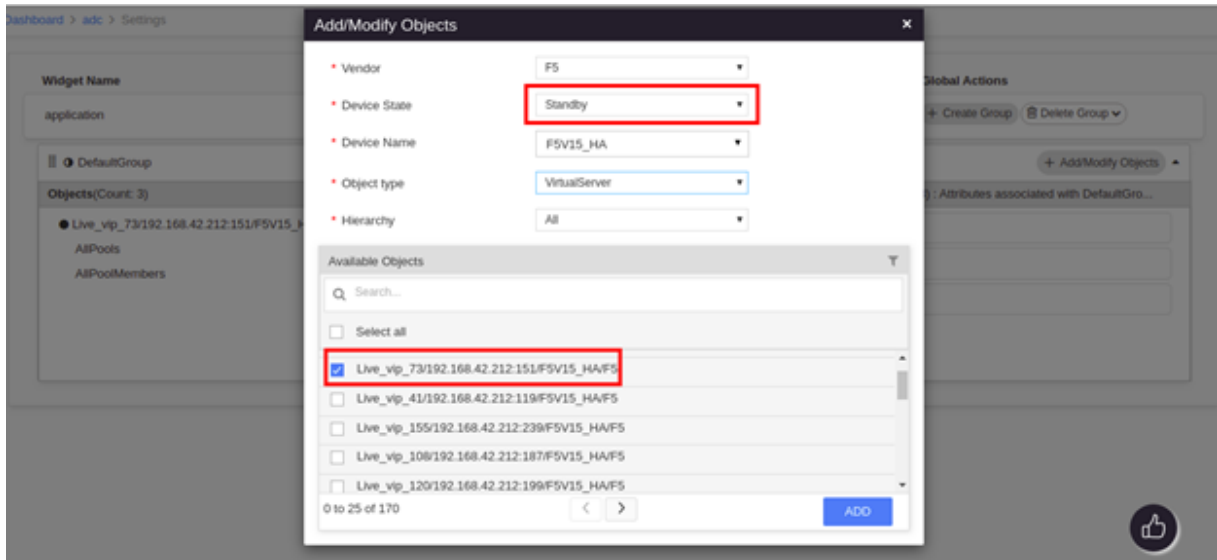 Dashboard > adc > Settings
Add/Modify Objects
×
* Vendor
F5
* Device State
Standby
* Device Name
F5V15_HA
* Object type
VirtualServer
* Hierarchy
All
Available Objects
Search...
Select all
Live_vip_73/192.168.42.212:151/F5V15_HA/F5
Live_vip_41/192.168.42.212:119/F5V15_HA/F5
Live_vip_155/192.168.42.212:239/F5V15_HA/F5
Live_vip_108/192.168.42.212:187/F5V15_HA/F5
Live_vip_120/192.168.42.212:199/F5V15_HA/F5
0 to 25 of 170
< >
ADD
Widget Name
application
DefaultGroup
Objects(Count: 3)
Live_vip_73/192.168.42.212:151/F5V15_H
AllPools
AllPoolMembers
Global Actions
+ Create Group Delete Group
+ Add/Modify Objects
) : Attributes associated with DefaultGro...